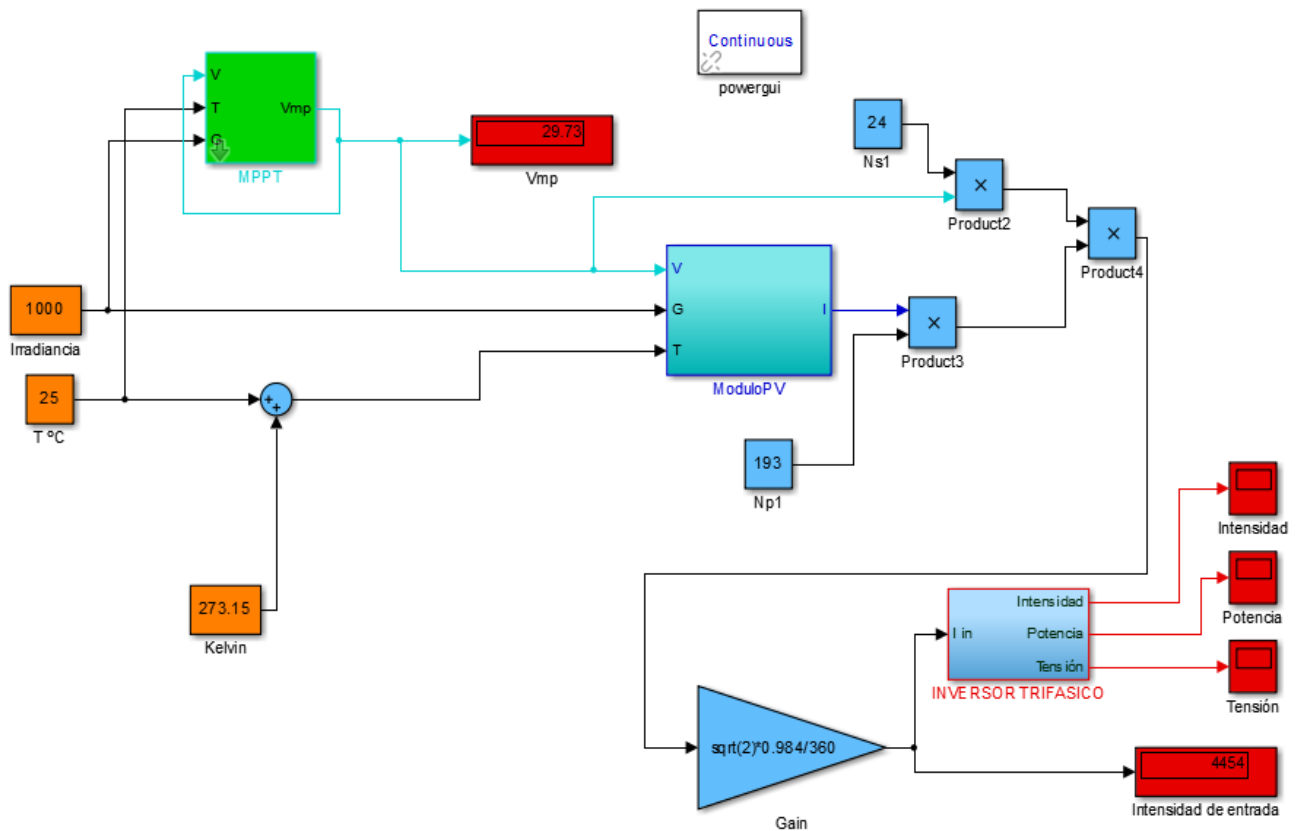 Continuous
powergui
V
T
G
Vmp
MPPT
29.73
Vmp
24
Ns1
×
Product2
×
Product4
V
G
T
I
ModuloPV
×
Product3
1000
Irradiancia
25
T ºC
193
Np1
273.15
Kelvin
Intensidad
Potencia
Tensión
I in
Intensidad
Potencia
Tensión
INVERSOR TRIFASICO
sqrt(2)*0.984/360
Gain
4454
Intensidad de entrada